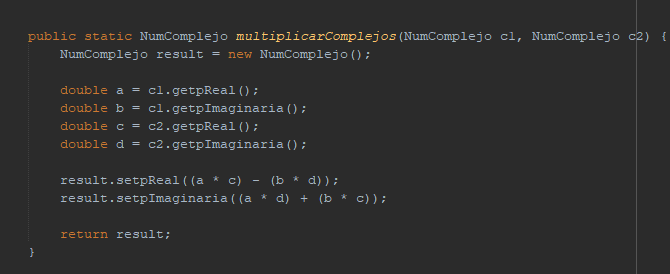 public static NumComplejo multiplicarComplejos(NumComplejo c1, NumComplejo c2) {
NumComplejo result = new NumComplejo();
double a = c1.getpReal();
double b = c1.getpImaginaria();
double c = c2.getpReal();
double d = c2.getpImaginaria();
result.setpReal((a * c) - (b * d));
result.setpImaginaria((a * d) + (b * c));
return result;
}